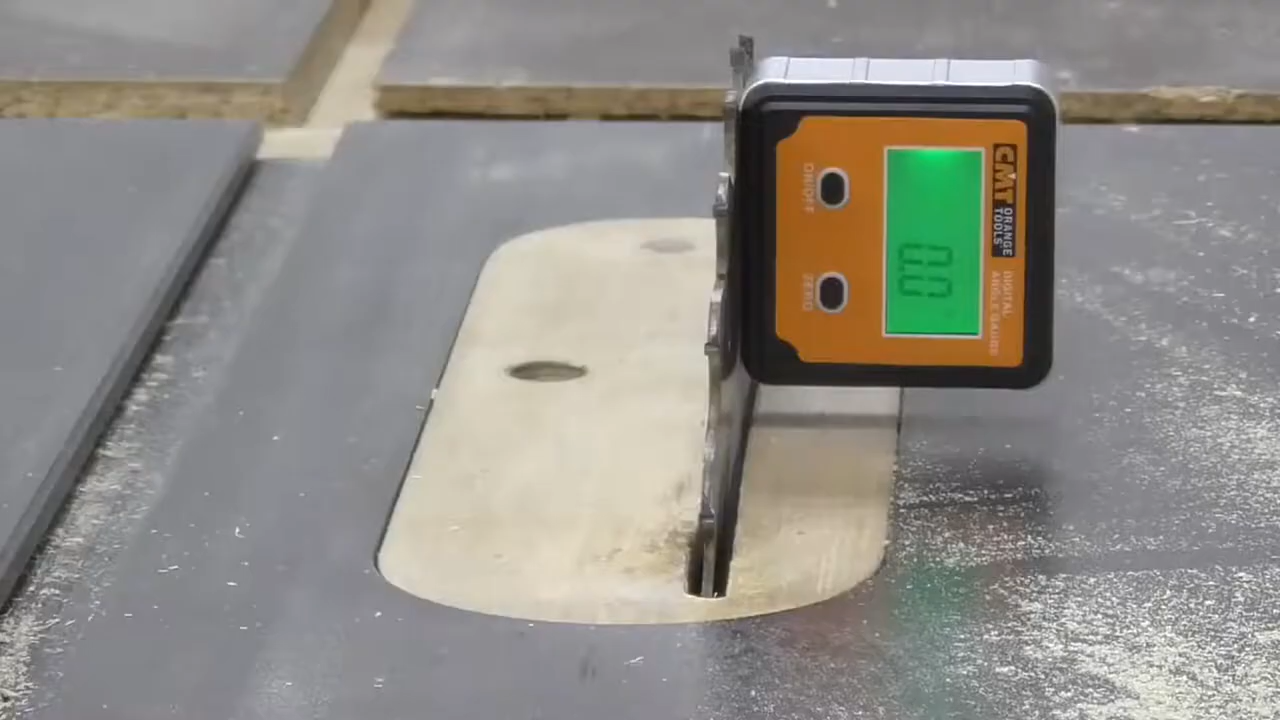 CMT
ORANGE
TOOLS
DIGITAL
ANGLE GAUGE
0.0
ON/OFF
ZERO